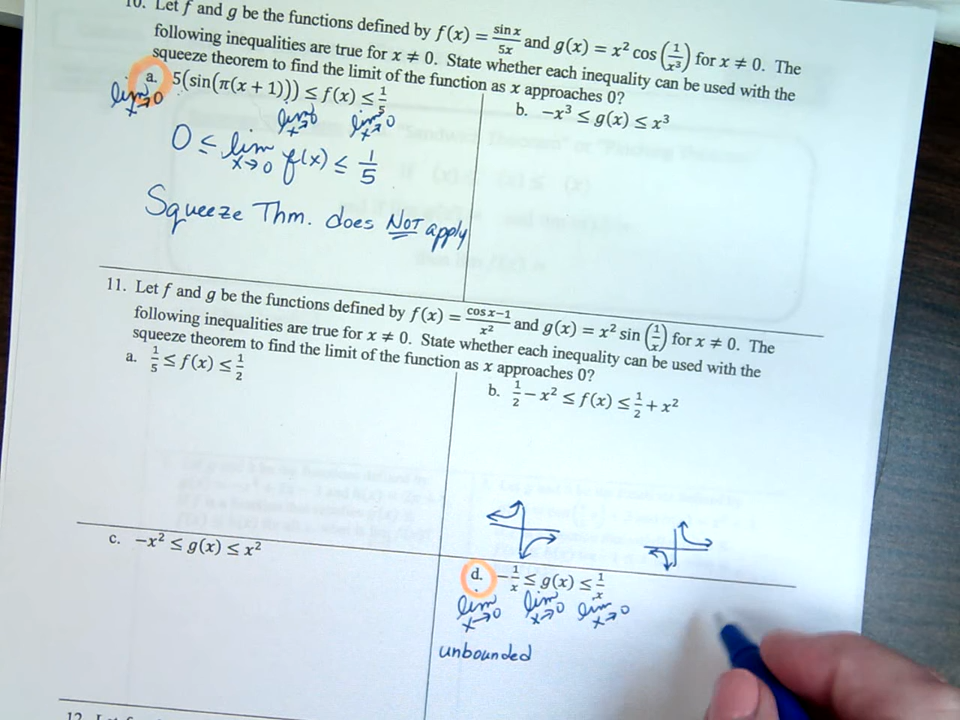 10. Let f and g be the functions defined by f(x) = sin x / 5x and g(x) = x² cos (1/x³) for x ≠ 0. The
following inequalities are true for x ≠ 0. State whether each inequality can be used with the
squeeze theorem to find the limit of the function as x approaches 0?
a. 5(sin(π(x + 1))) ≤ f(x) ≤ 1/5
b. −x³ ≤ g(x) ≤ x³
lim x→0 lim x→0 lim x→0
0 ≤ lim x→0 f(x) ≤ 1/5
Squeeze Thm. does NOT apply
11. Let f and g be the functions defined by f(x) = cos x−1 / x² and g(x) = x² sin (1/x) for x ≠ 0. The
following inequalities are true for x ≠ 0. State whether each inequality can be used with the
squeeze theorem to find the limit of the function as x approaches 0?
a. 1/5 ≤ f(x) ≤ 1/2
b. 1/2 − x² ≤ f(x) ≤ 1/2 + x²
c. −x² ≤ g(x) ≤ x²
d. −1/x ≤ g(x) ≤ 1/x
lim x→0 lim x→0 lim x→0
unbounded